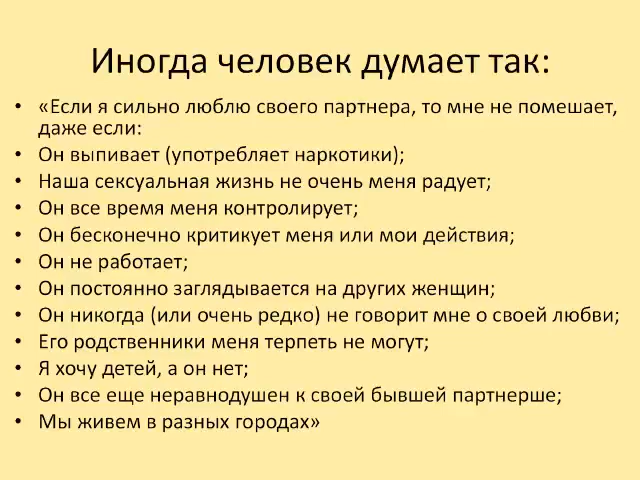 Иногда человек думает так:
• «Если я сильно люблю своего партнера, то мне не помешает,
даже если:
• Он выпивает (употребляет наркотики);
• Наша сексуальная жизнь не очень меня радует;
• Он все время меня контролирует;
• Он бесконечно критикует меня или мои действия;
• Он не работает;
• Он постоянно заглядывается на других женщин;
• Он никогда (или очень редко) не говорит мне о своей любви;
• Его родственники меня терпеть не могут;
• Я хочу детей, а он нет;
• Он все еще неравнодушен к своей бывшей партнерше;
• Мы живем в разных городах»